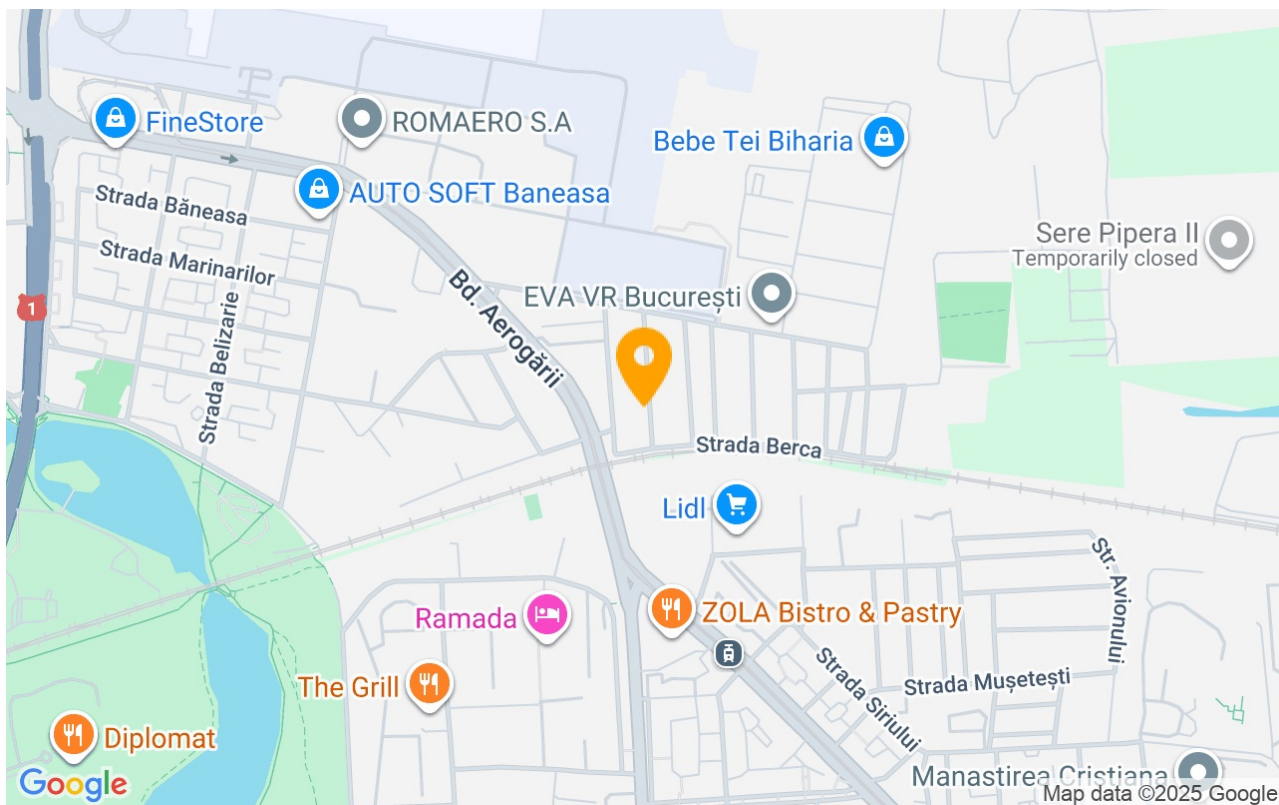 FineStore
ROMAERO S.A
Bebe Tei Biharia
AUTO SOFT Baneasa
Strada Băneasa
Sere Pipera II
Temporarily closed
Strada Marinarilor
EVA VR București
1
Bd. Aerogării
Strada Belizarie
Strada Berca
Lidl
Str. Avionului
Ramada
ZOLA Bistro & Pastry
The Grill
Strada Mușetești
Strada Siriului
Diplomat
Manastirea Cristiana
Google
Map data ©2025 Google